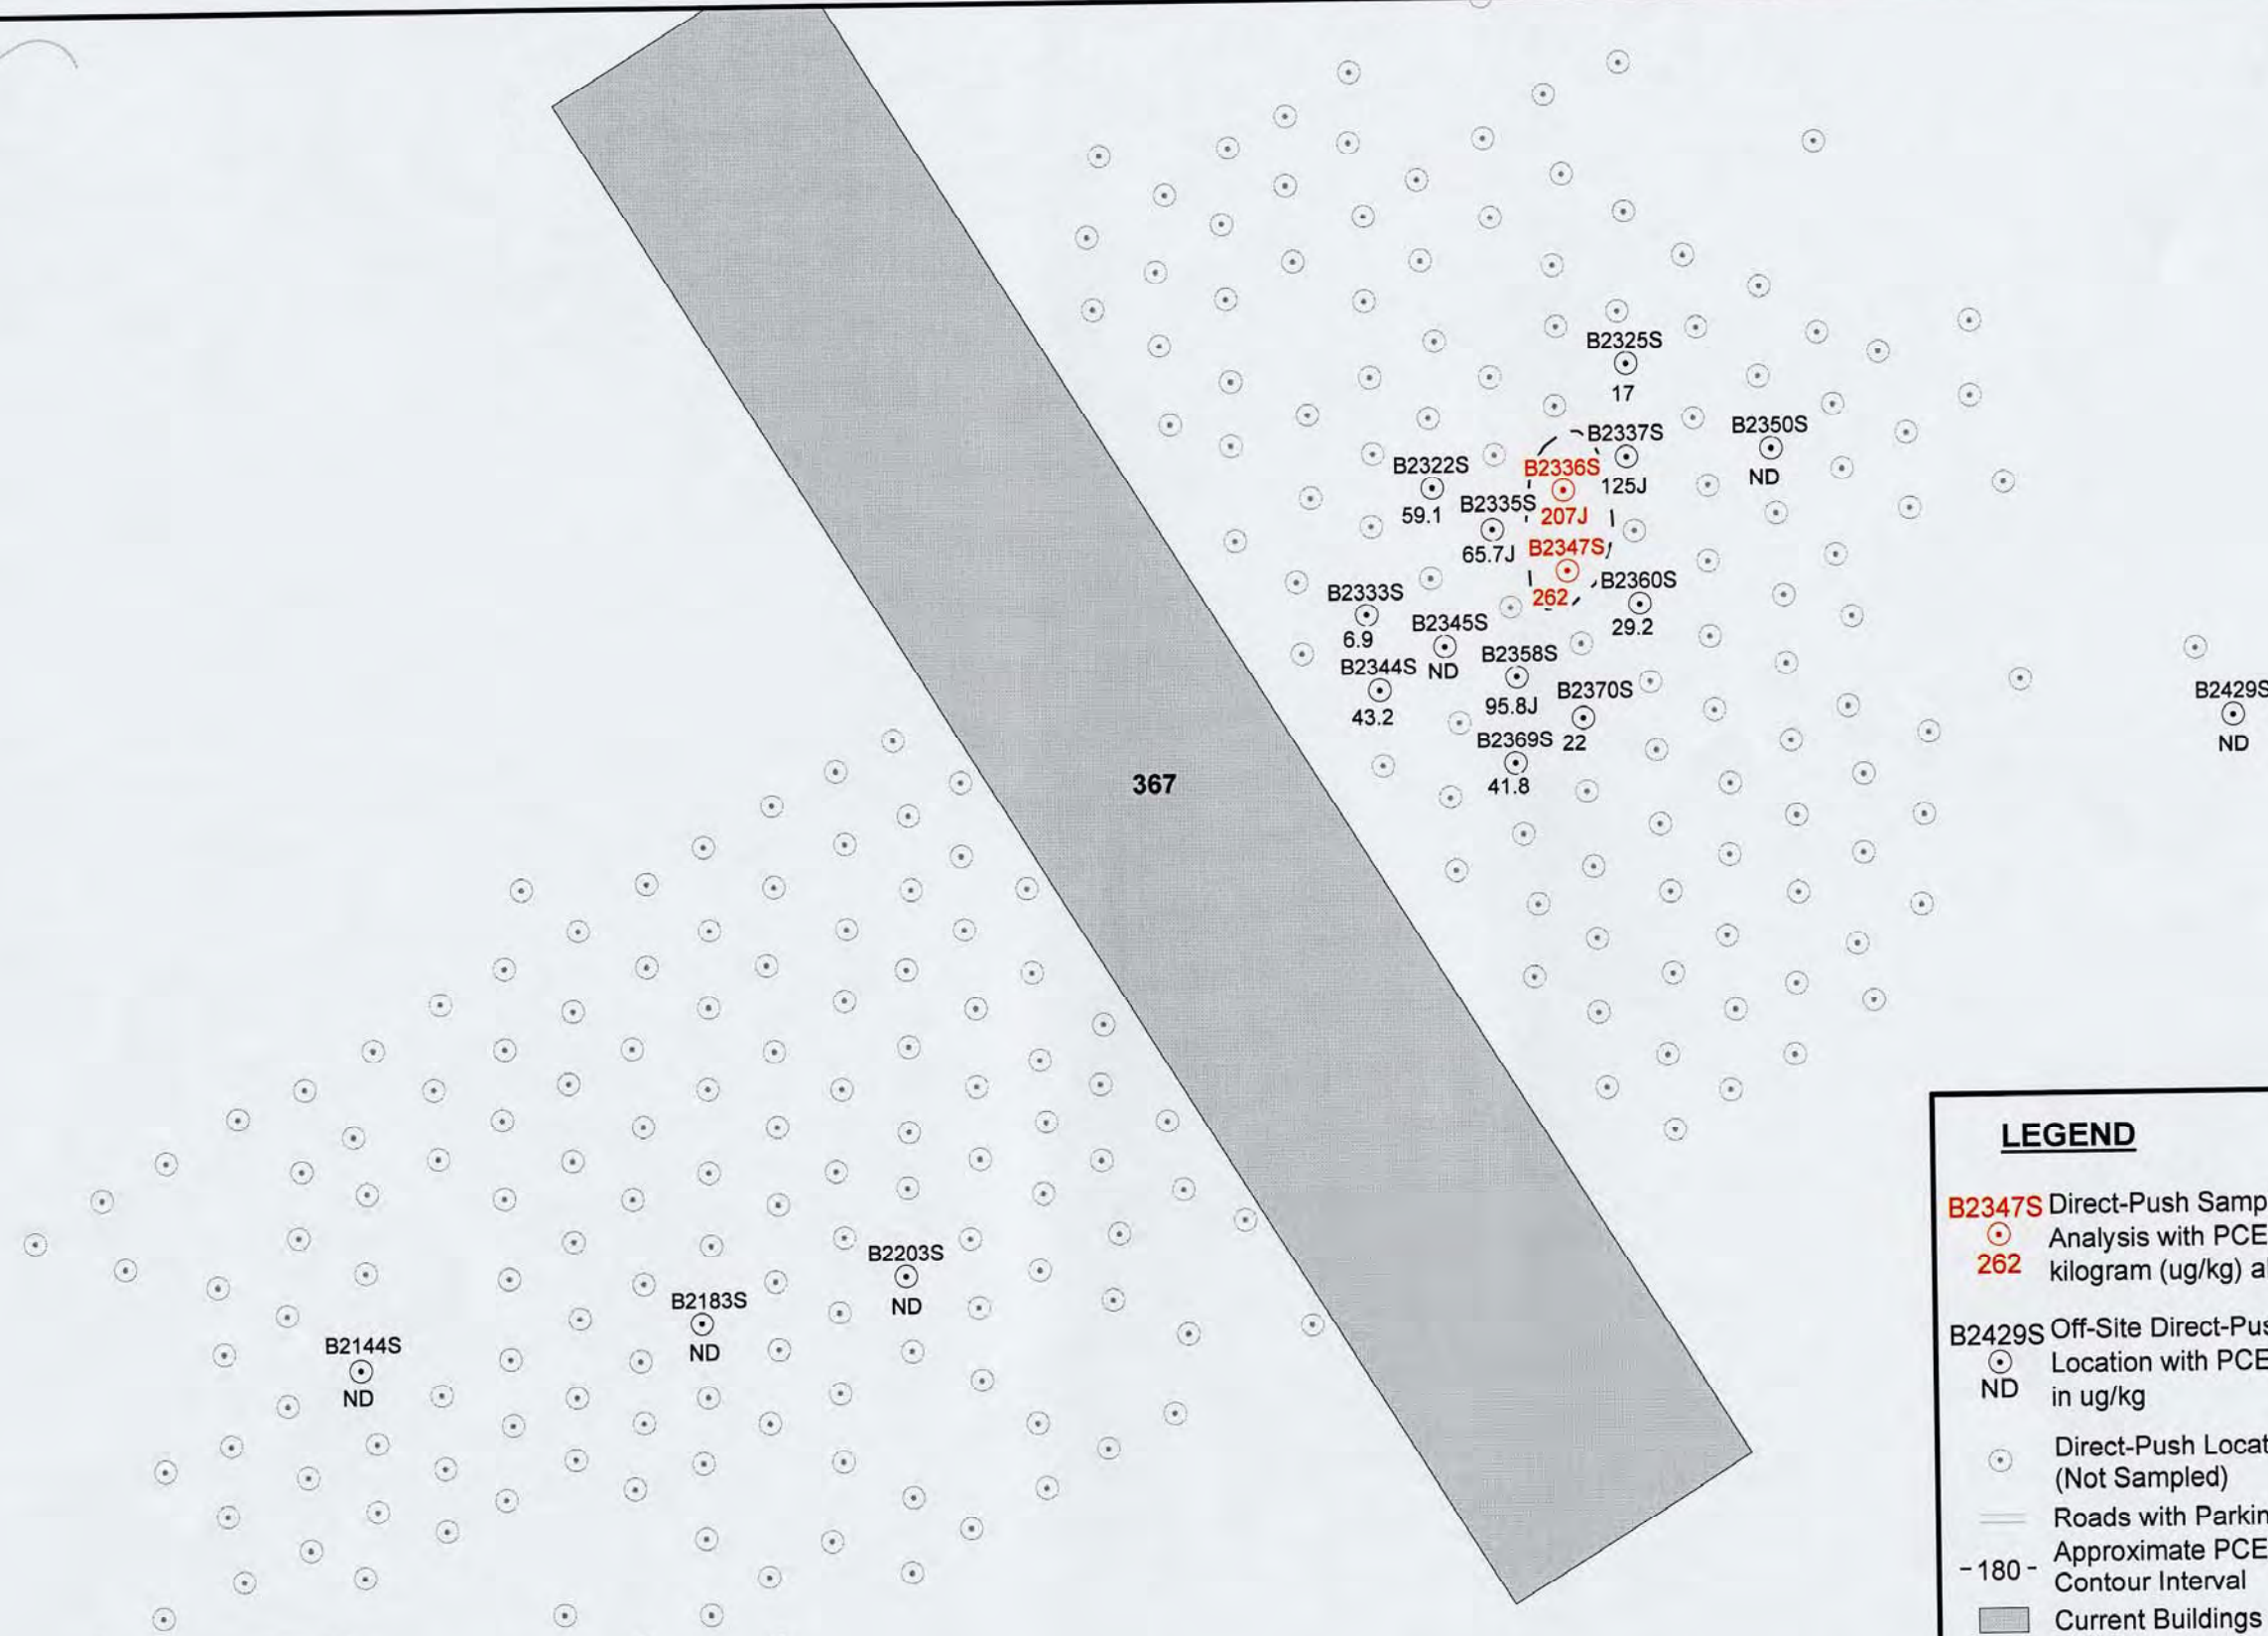 B2325S
17
B2337S
125J
B2350S
ND
B2336S
207J
B2322S
59.1
B2335S
65.7J
B2347S
262
B2360S
29.2
B2333S
6.9
B2345S
ND
B2344S
43.2
B2358S
95.8J
B2370S
22
B2369S
41.8
B2429S
ND
367
B2203S
ND
B2183S
ND
B2144S
ND
LEGEND
B2347S Direct-Push Samp
Analysis with PCE
262 kilogram (ug/kg) a
B2429S Off-Site Direct-Pus
Location with PCE
ND in ug/kg
Direct-Push Locat
(Not Sampled)
Roads with Parkin
-180- Approximate PCE
Contour Interval
Current Buildings